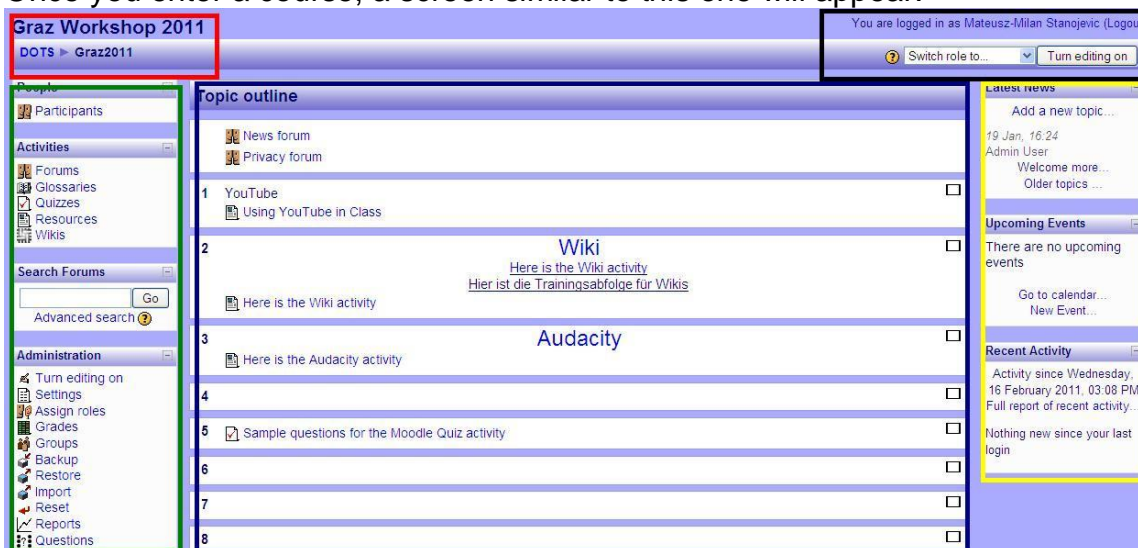 Once you enter a course, a screen similar to this one will appear.
Graz Workshop 2011
You are logged in as Mateusz-Milan Stanojevic (Logou
DOTS ► Graz2011
Switch role to...
Turn editing on
People
Participants
Activities
Forums
Glossaries
Quizzes
Resources
Wikis
Search Forums
Go
Advanced search
Administration
Turn editing on
Settings
Assign roles
Grades
Groups
Backup
Restore
Import
Reset
Reports
Questions
Topic outline
News forum
Privacy forum
1 YouTube
Using YouTube in Class
2 Wiki
Here is the Wiki activity
Hier ist die Trainingsabfolge für Wikis
Here is the Wiki activity
3 Audacity
Here is the Audacity activity
4
5 Sample questions for the Moodle Quiz activity
6
7
8
Latest News
Add a new topic...
19 Jan, 16:24
Admin User
Welcome more...
Older topics ...
Upcoming Events
There are no upcoming
events
Go to calendar...
New Event...
Recent Activity
Activity since Wednesday,
16 February 2011, 03:08 PM
Full report of recent activity...
Nothing new since your last
login